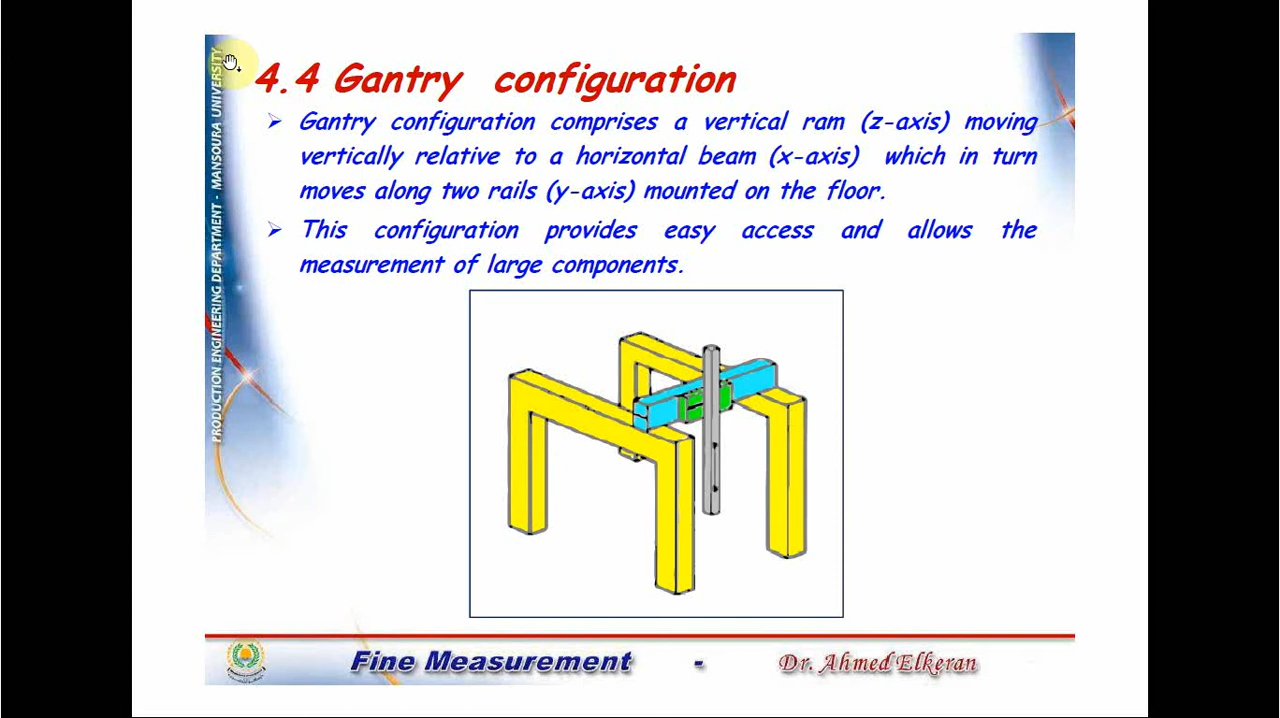 4.4 Gantry configuration
➢ Gantry configuration comprises a vertical ram (z-axis) moving
vertically relative to a horizontal beam (x-axis) which in turn
moves along two rails (y-axis) mounted on the floor.
➢ This configuration provides easy access and allows the
measurement of large components.
PRODUCTION ENGINEERING DEPARTMENT - MANSOURA UNIVERSITY
Fine Measurement - Dr. Ahmed Elkeran